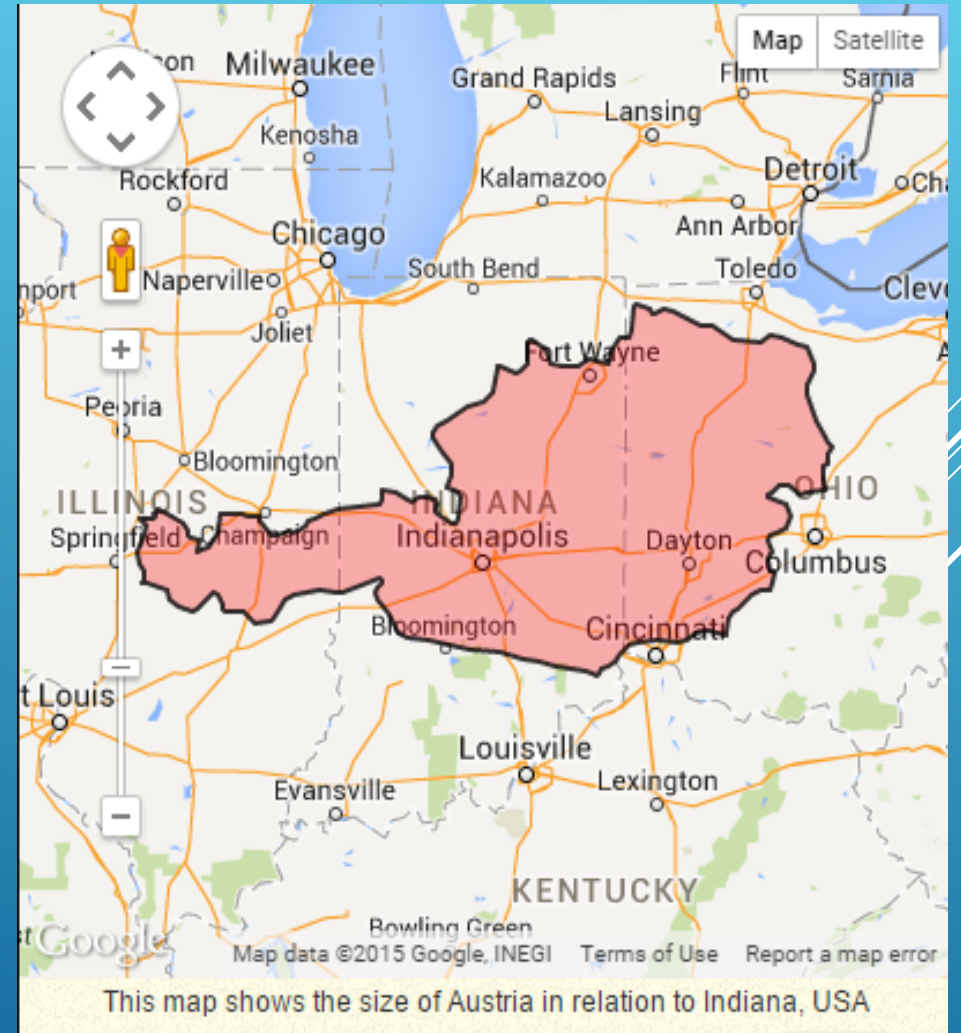 Map Satellite
Milwaukee
Grand Rapids
Flint
Sarnia
Lansing
Kenosha
Detroit
Rockford
Kalamazoo
Ann Arbor
Chicago
South Bend
Toledo
Naperville
nport
Clev
Joliet
Fort Wayne
Peoria
Bloomington
ILLINOIS
INDIANA
OHIO
Springfield
Champaign
Indianapolis
Dayton
Columbus
Bloomington
Cincinnati
t Louis
Louisville
Lexington
Evansville
KENTUCKY
Bowling Green
Google
Map data ©2015 Google, INEGI Terms of Use Report a map error
This map shows the size of Austria in relation to Indiana, USA